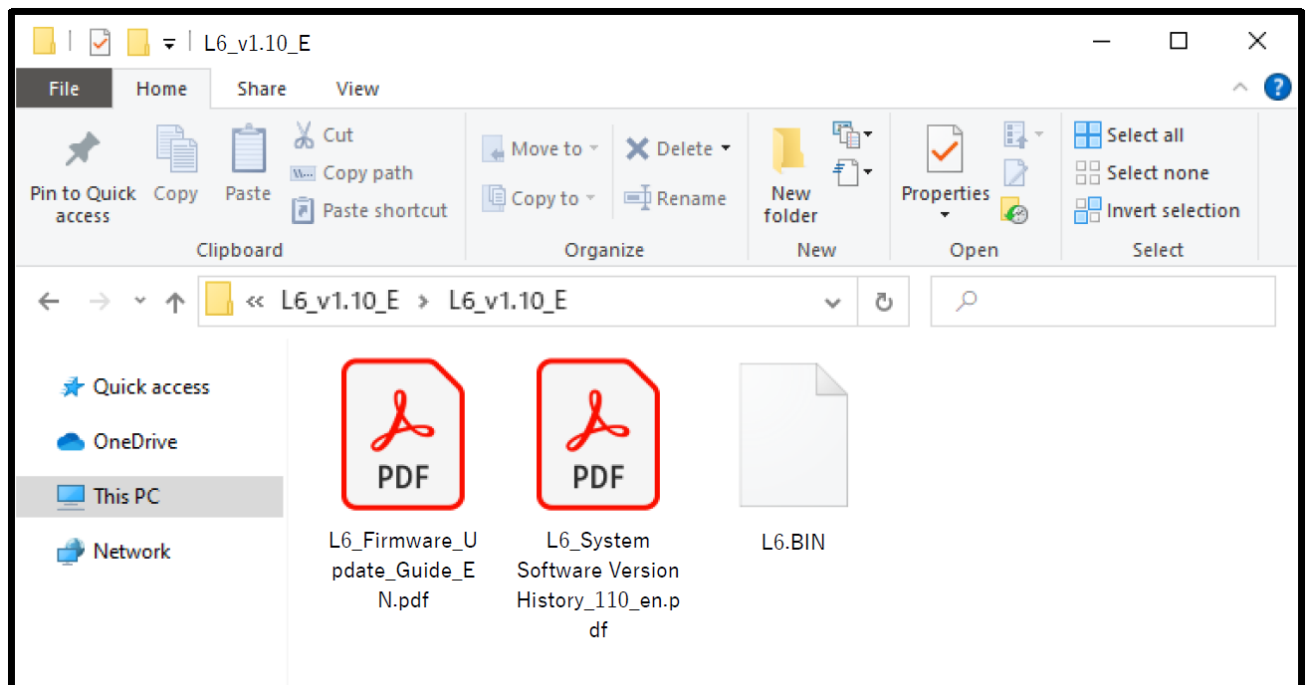 L6_v1.10_E
File Home Share View
Pin to Quick access
Copy
Paste
Cut
Copy path
Paste shortcut
Clipboard
Move to
Copy to
Delete
Rename
Organize
New folder
New
Properties
Open
Select all
Select none
Invert selection
Select
« L6_v1.10_E > L6_v1.10_E
Quick access
OneDrive
This PC
Network
PDF
L6_Firmware_U
pdate_Guide_E
N.pdf
PDF
L6_System
Software Version
History_110_en.p
df
L6.BIN